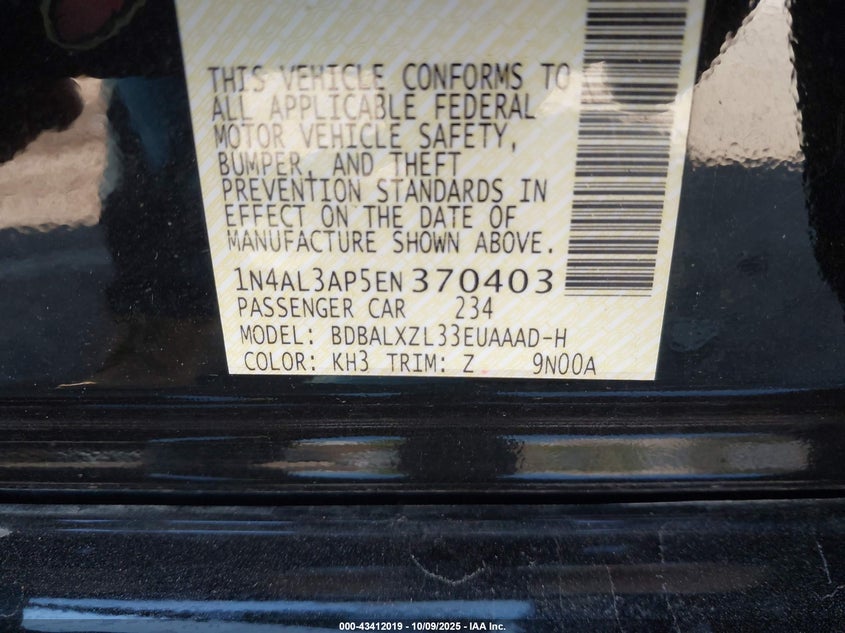 THIS VEHICLE CONFORMS TO
ALL APPLICABLE FEDERAL
MOTOR VEHICLE SAFETY,
BUMPER, AND THEFT
PREVENTION STANDARDS IN
EFFECT ON THE DATE OF
MANUFACTURE SHOWN ABOVE.
1N4AL3AP5EN370403
PASSENGER CAR 234
MODEL: BDBALXZL33EUAAAD-H
COLOR: KH3 TRIM: Z 9N00A
000-43412019 - 10/09/2025 - IAA Inc.